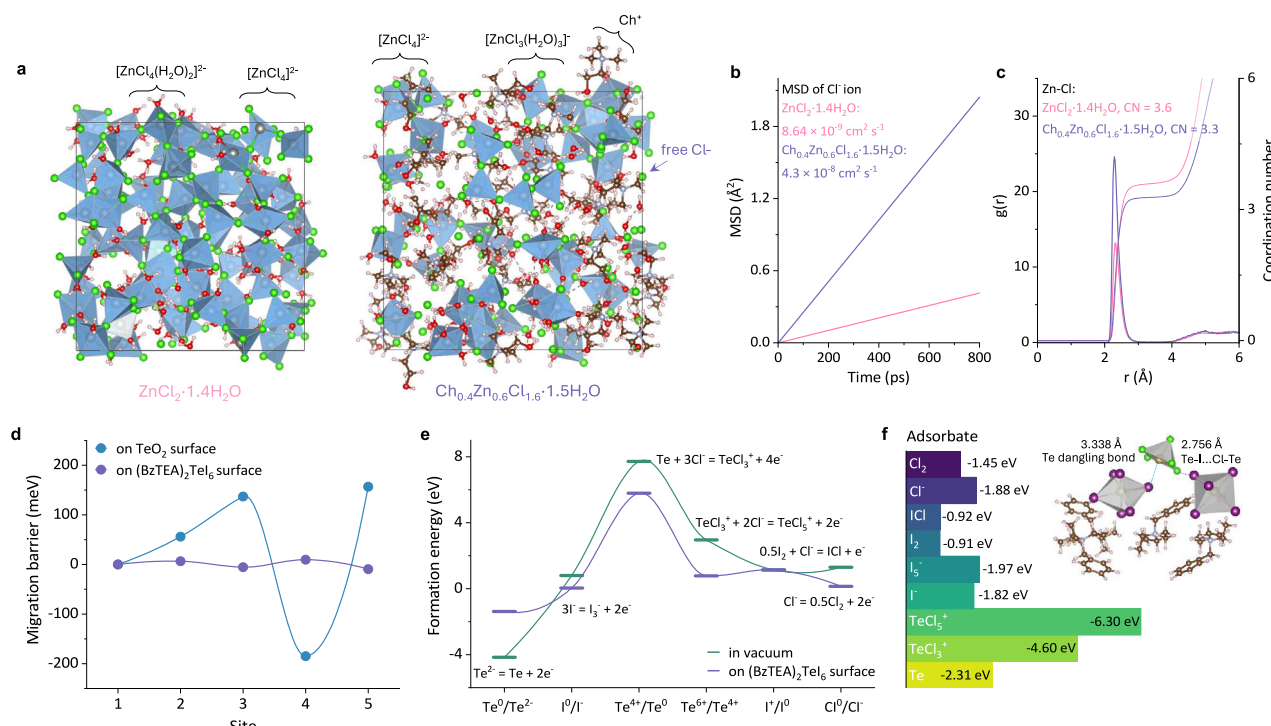 a
[ZnCl₄(H₂O)₂]²⁻
[ZnCl₄]²⁻
[ZnCl₄]²⁻
[ZnCl₃(H₂O)₃]⁻
Ch⁺
free Cl-
ZnCl₂·1.4H₂O
Ch₀.₄Zn₀.₆Cl₁.₆·1.5H₂O
b
MSD of Cl⁻ ion
ZnCl₂·1.4H₂O:
8.64 × 10⁻⁹ cm² s⁻¹
Ch₀.₄Zn₀.₆Cl₁.₆·1.5H₂O:
4.3 × 10⁻⁸ cm² s⁻¹
MSD (Å²)
1.8
1.2
0.6
0.0
0
400
800
Time (ps)
c
Zn-Cl:
ZnCl₂·1.4H₂O, CN = 3.6
Ch₀.₄Zn₀.₆Cl₁.₆·1.5H₂O, CN = 3.3
g(r)
30
20
10
0
0
2
4
6
r (Å)
6
3
0
Coordination number
d
on TeO₂ surface
on (BzTEA)₂TeI₆ surface
Migration barrier (meV)
200
100
0
-100
-200
1
2
3
4
5
Site
e
Formation energy (eV)
8
4
0
-4
Te + 3Cl⁻ = TeCl₃⁺ + 4e⁻
TeCl₃⁺ + 2Cl⁻ = TeCl₅⁺ + 2e⁻
0.5I₂ + Cl⁻ = ICl + e⁻
3I⁻ = I₃⁻ + 2e⁻
Cl⁻ = 0.5Cl₂ + 2e⁻
Te²⁻ = Te + 2e⁻
in vacuum
on (BzTEA)₂TeI₆ surface
Te⁰/Te²⁻
I⁰/I⁻
Te⁴⁺/Te⁰
Te⁶⁺/Te⁴⁺
I⁺/I⁰
Cl⁰/Cl⁻
f
Adsorbate
Cl₂
-1.45 eV
Cl⁻
-1.88 eV
ICl
-0.92 eV
I₂
-0.91 eV
I₅⁻
-1.97 eV
I⁻
-1.82 eV
TeCl₅⁺
-6.30 eV
TeCl₃⁺
-4.60 eV
Te
-2.31 eV
3.338 Å
Te dangling bond
2.756 Å
Te-I...Cl-Te